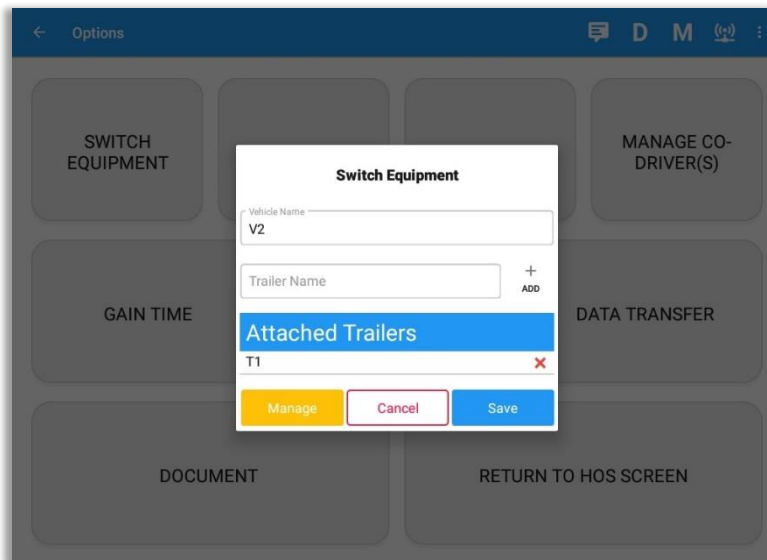 Options
D M
SWITCH
EQUIPMENT
MANAGE CO-
DRIVER(S)
GAIN TIME
DATA TRANSFER
DOCUMENT
RETURN TO HOS SCREEN
Switch Equipment
Vehicle Name
V2
Trailer Name
ADD
Attached Trailers
T1
Manage
Cancel
Save